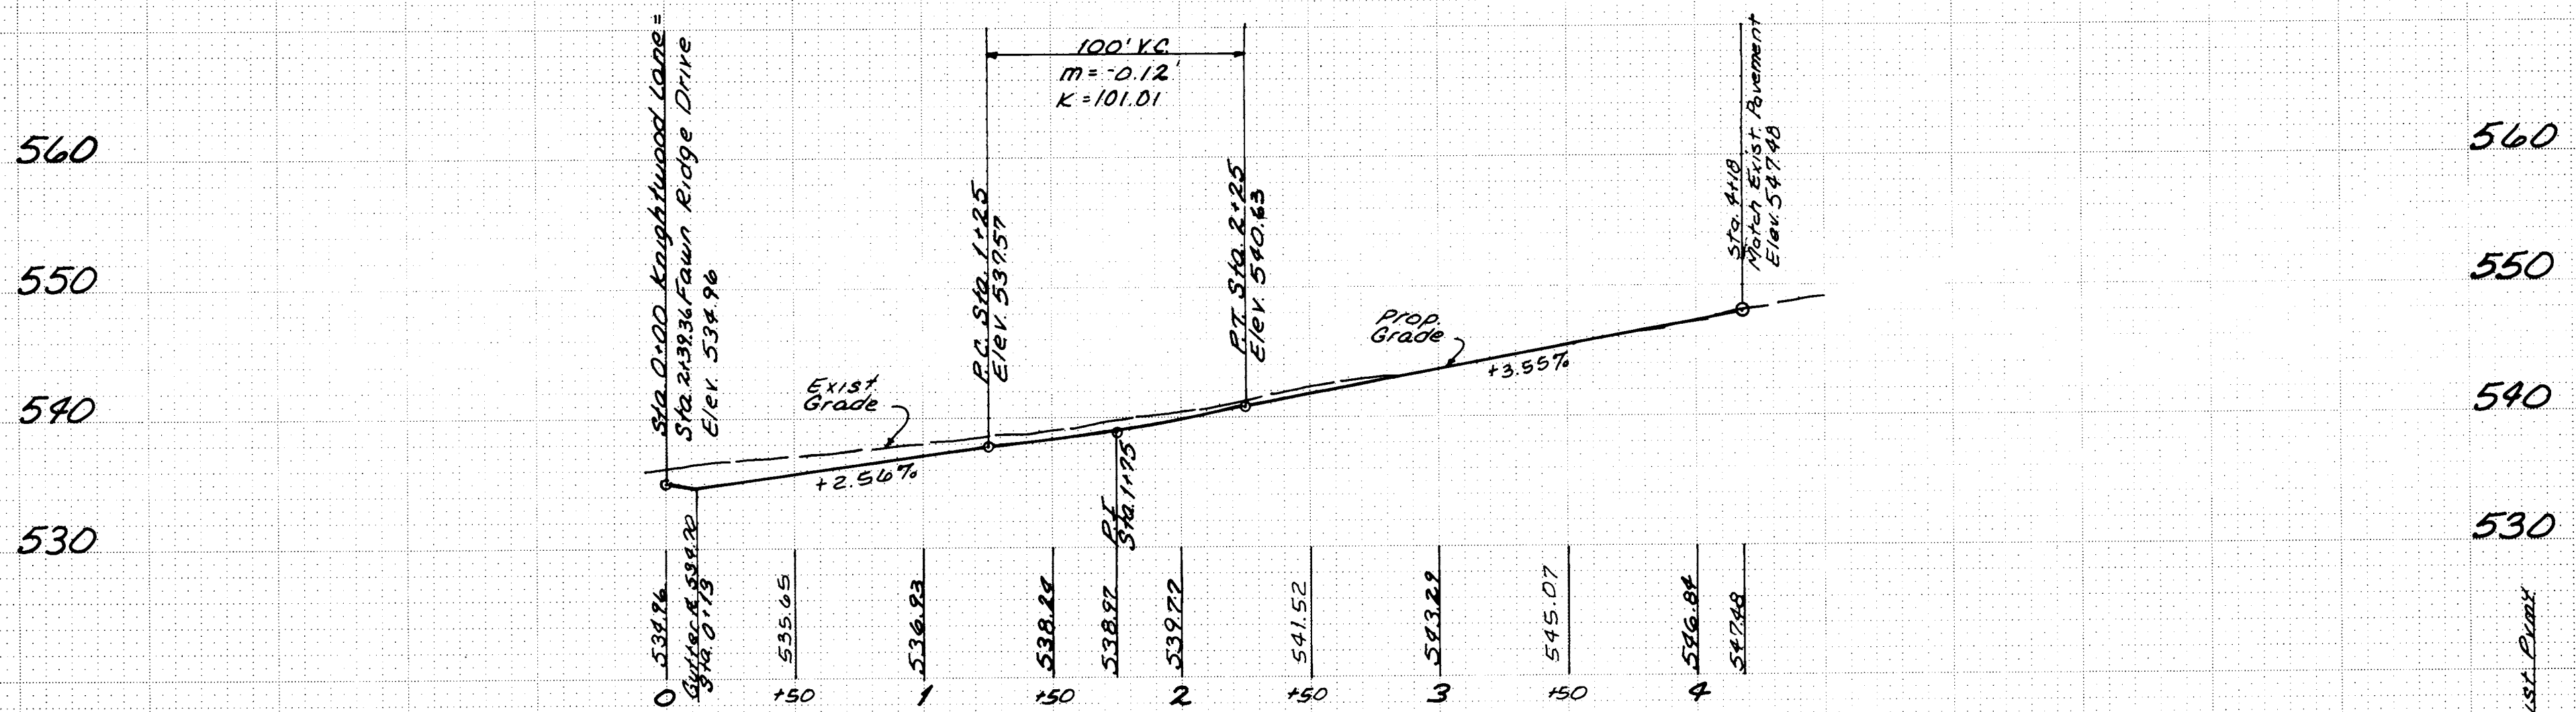 Sta. 0+00 Knightwood Lane =
Sta. 2+39.36 Fawn Ridge Drive
Elev. 534.96
100' V.C.
m = -0.12'
K = 101.01
P.C. Sta. 1+25
Elev. 537.57
P.T. Sta. 2+25
Elev. 540.63
Sta. 4+18
Match Exist. Pavement
Elev. 547.48
560
560
550
550
540
540
530
530
Exist.
Grade
Prop.
Grade
+2.56%
+3.55%
P.I.
Sta. 1+75
Gutter 534.70
Sta. 0+13
534.96
535.65
536.93
538.24
538.97
539.77
541.52
543.29
545.07
546.84
547.48
0
+50
1
+50
2
+50
3
+50
4
ist. Pvmt.